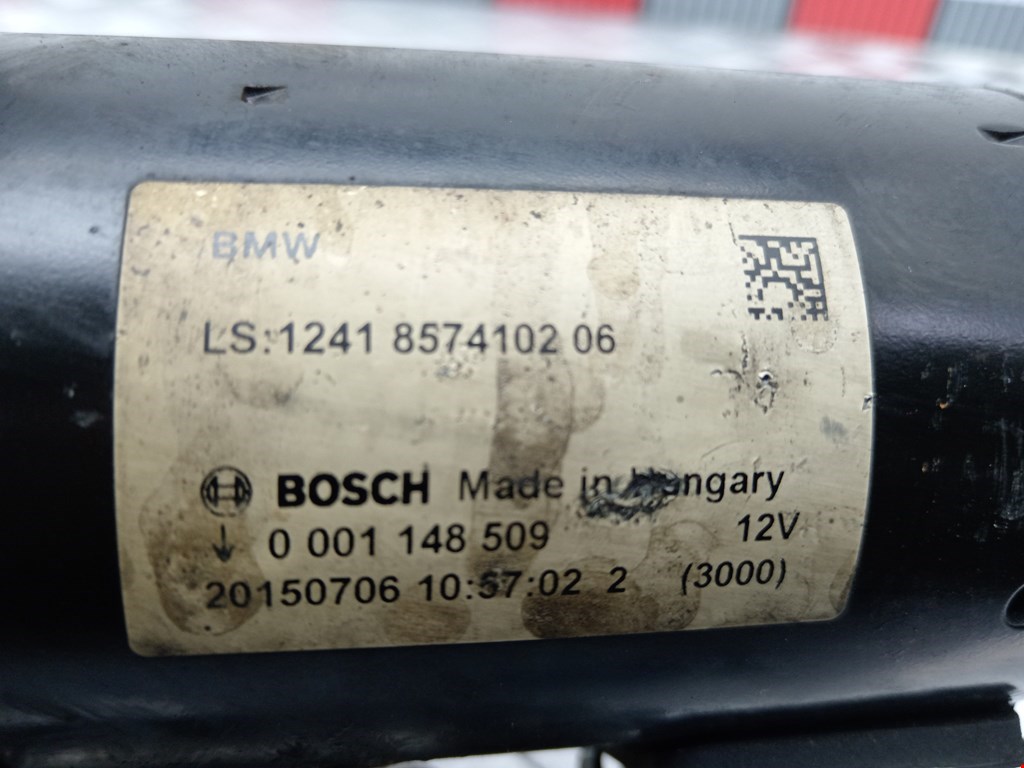 BMW
LS:1241 8574102 06
BOSCH Made in Hungary
0 001 148 509 12V
20150706 10:57:02 2 (3000)